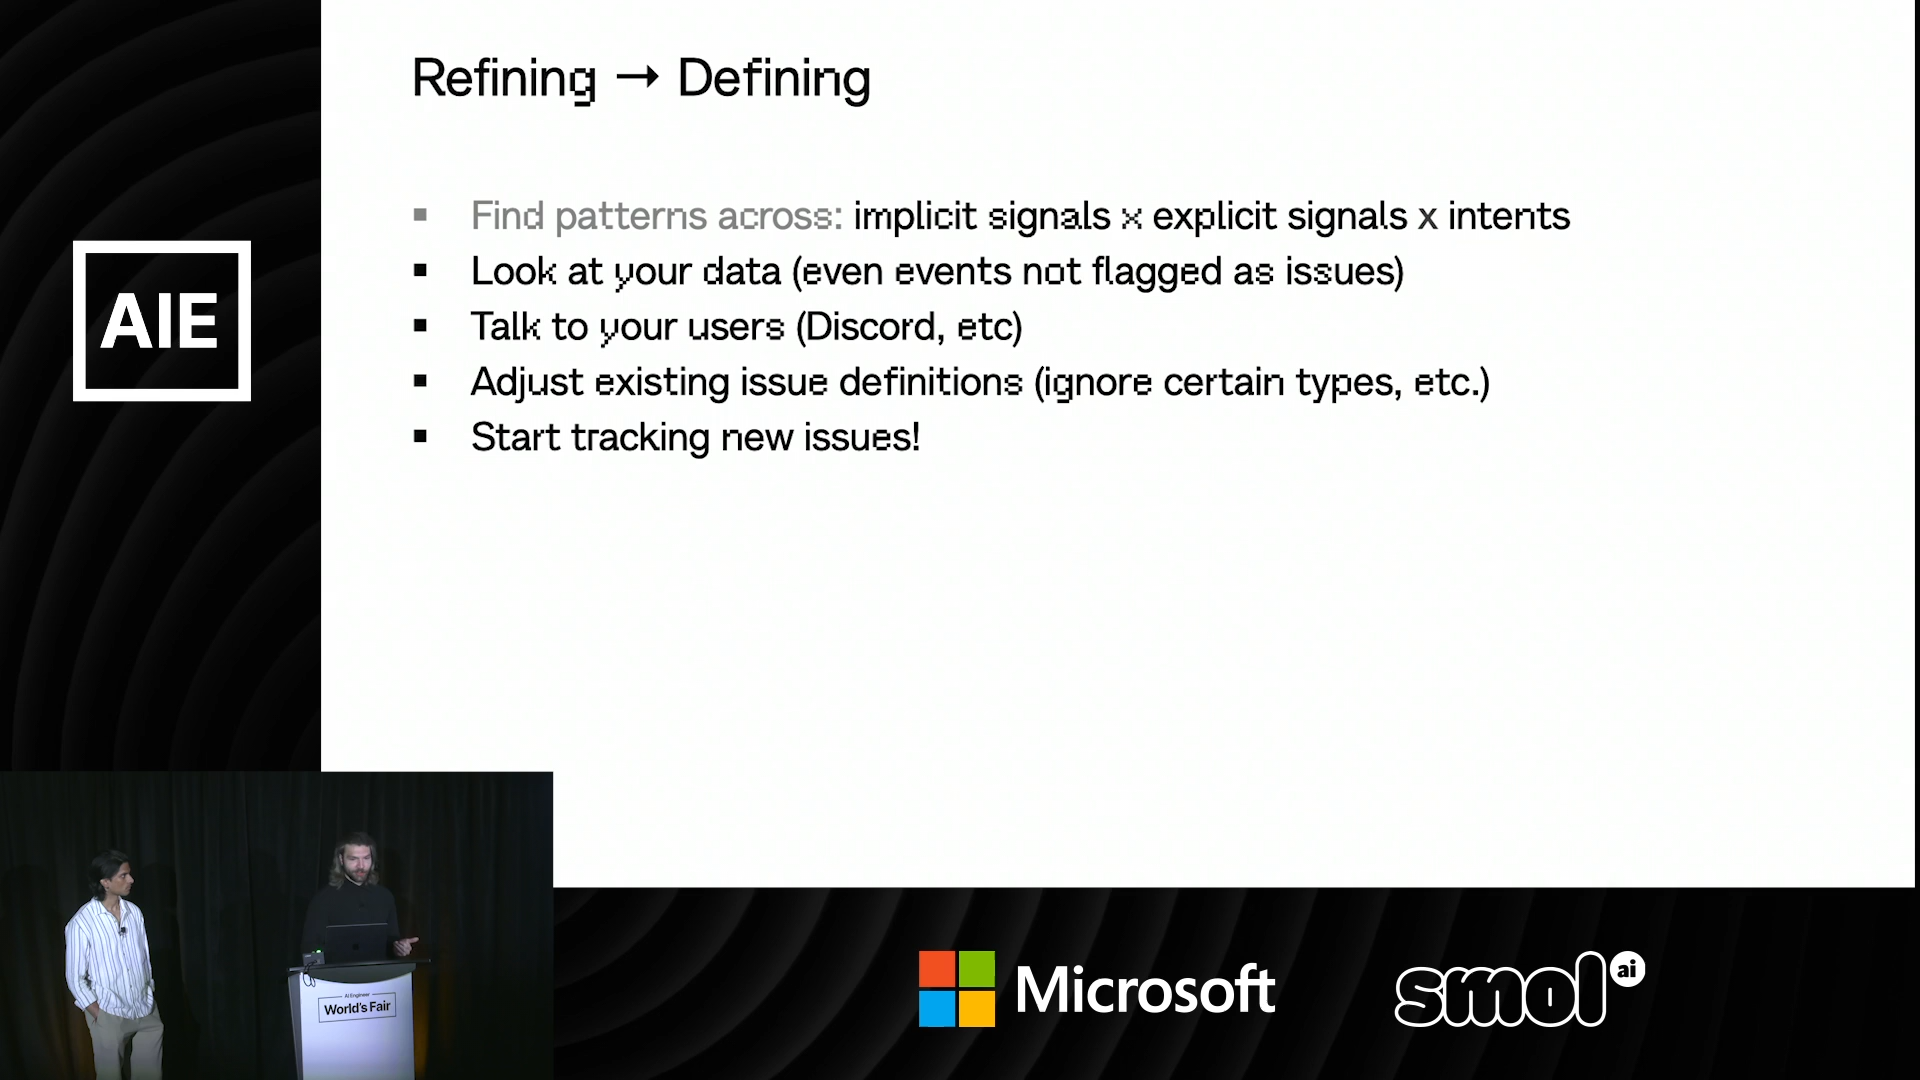 Refining → Defining
▪ Find patterns across: implicit signals x explicit signals x intents
▪ Look at your data (even events not flagged as issues)
▪ Talk to your users (Discord, etc)
▪ Adjust existing issue definitions (ignore certain types, etc.)
▪ Start tracking new issues!
AIE
AI Engineer
World's Fair
Microsoft
smol ai